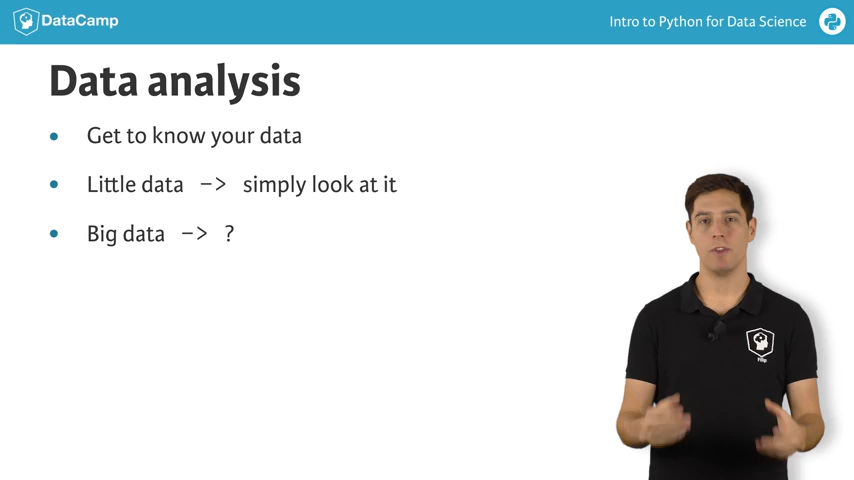 DataCamp
Intro to Python for Data Science
Data analysis
• Get to know your data
• Little data –> simply look at it
• Big data –> ?
Filip